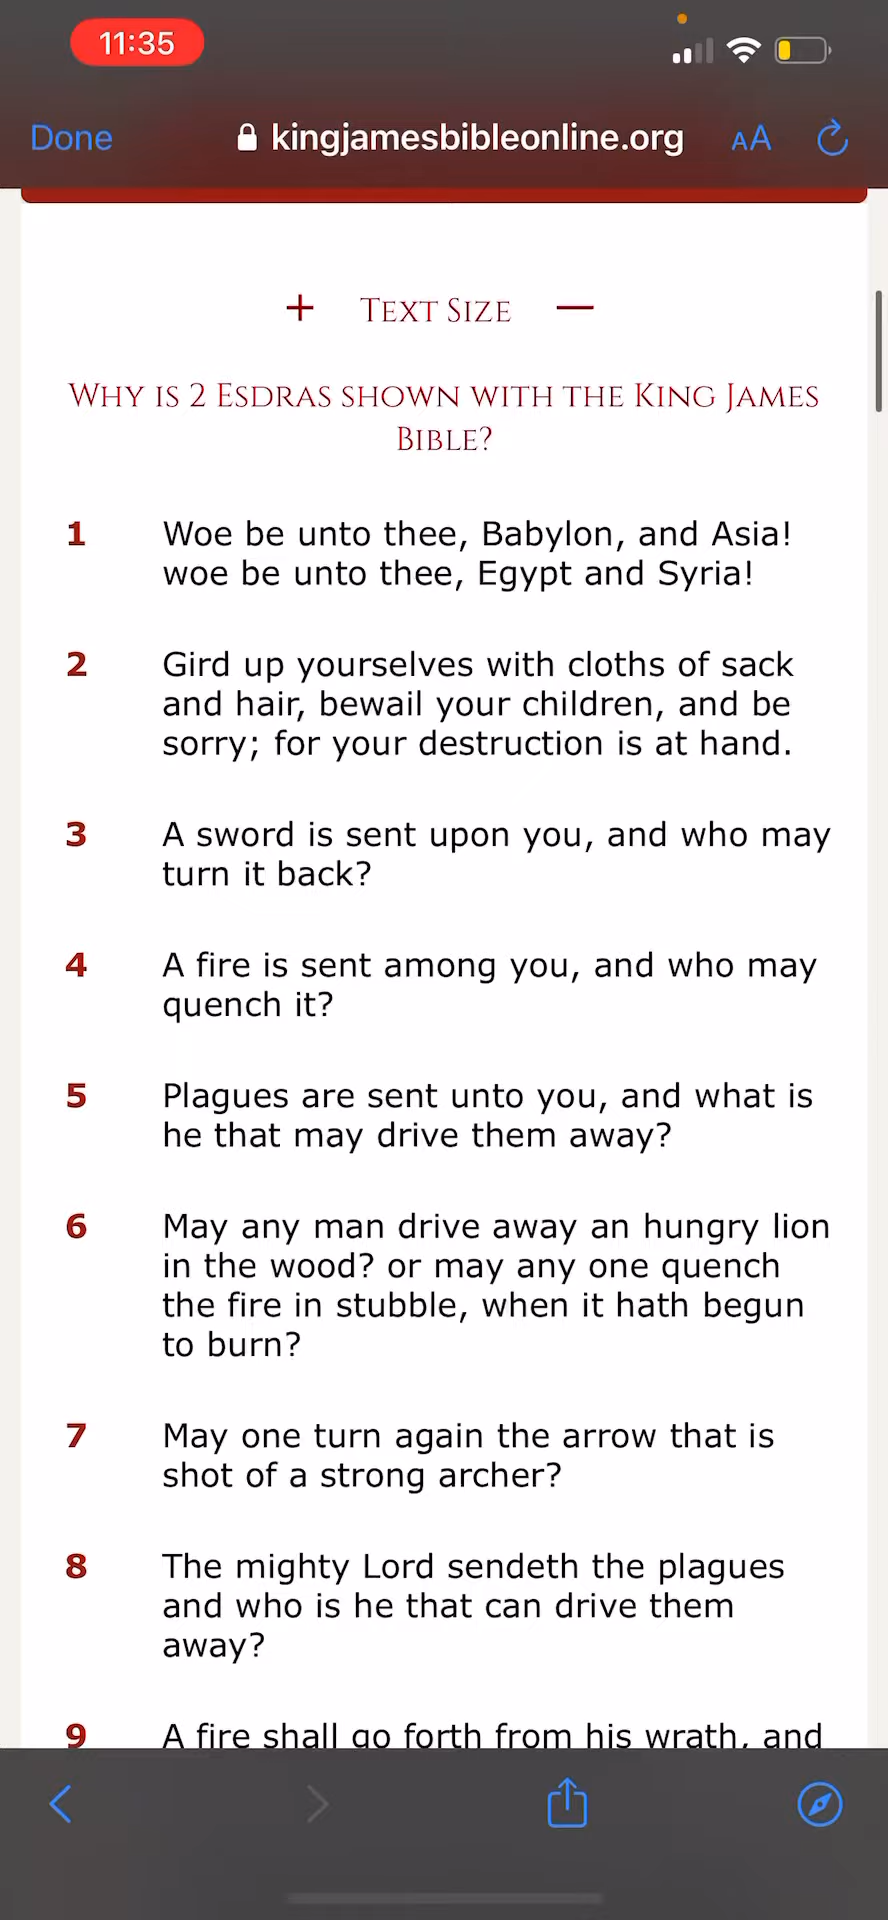 11:35
Done
kingjamesbibleonline.org
AA
+ TEXT SIZE —
WHY IS 2 ESDRAS SHOWN WITH THE KING JAMES
BIBLE?
1 Woe be unto thee, Babylon, and Asia!
woe be unto thee, Egypt and Syria!
2 Gird up yourselves with cloths of sack
and hair, bewail your children, and be
sorry; for your destruction is at hand.
3 A sword is sent upon you, and who may
turn it back?
4 A fire is sent among you, and who may
quench it?
5 Plagues are sent unto you, and what is
he that may drive them away?
6 May any man drive away an hungry lion
in the wood? or may any one quench
the fire in stubble, when it hath begun
to burn?
7 May one turn again the arrow that is
shot of a strong archer?
8 The mighty Lord sendeth the plagues
and who is he that can drive them
away?
9 A fire shall go forth from his wrath, and